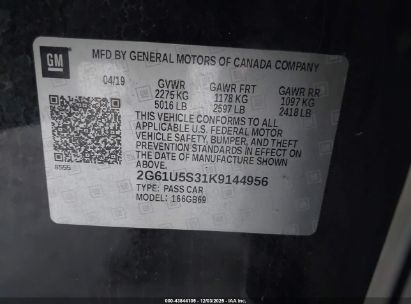 GM
MFD BY GENERAL MOTORS OF CANADA COMPANY
04/19 GVWR GAWR FRT GAWR RR
2275 KG 1178 KG 1097 KG
5016 LB 2597 LB 2418 LB
THIS VEHICLE CONFORMS TO ALL
APPLICABLE U.S. FEDERAL MOTOR
VEHICLE SAFETY, BUMPER, AND THEFT
PREVENTION STANDARDS IN EFFECT ON
THE DATE OF MANUFACTURE SHOWN
ABOVE.
8555
2G61U5S31K9144956
TYPE: PASS CAR
MODEL: 166GB69